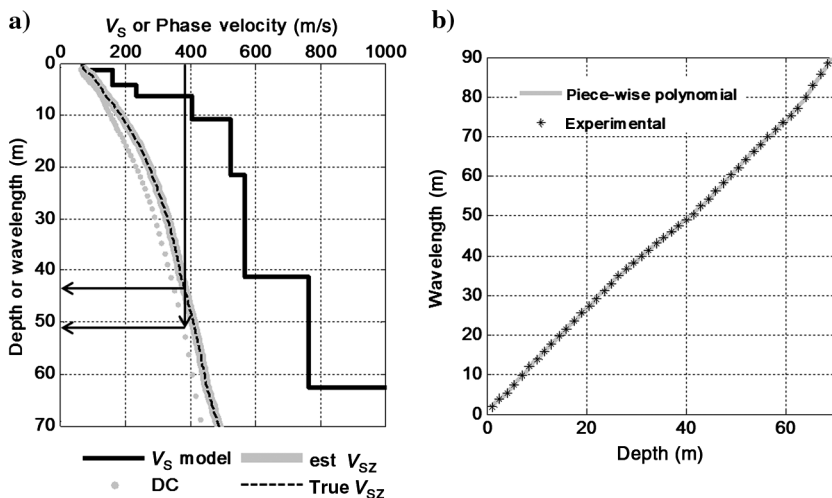 a)
V_S or Phase velocity (m/s)
0 200 400 600 800 1000
0
10
20
30
40
50
60
70
Depth or wavelength (m)
V_S model
est V_SZ
DC
True V_SZ
b)
90
80
70
60
50
40
30
20
10
0
Wavelength (m)
Piece-wise polynomial
Experimental
0 20 40 60
Depth (m)